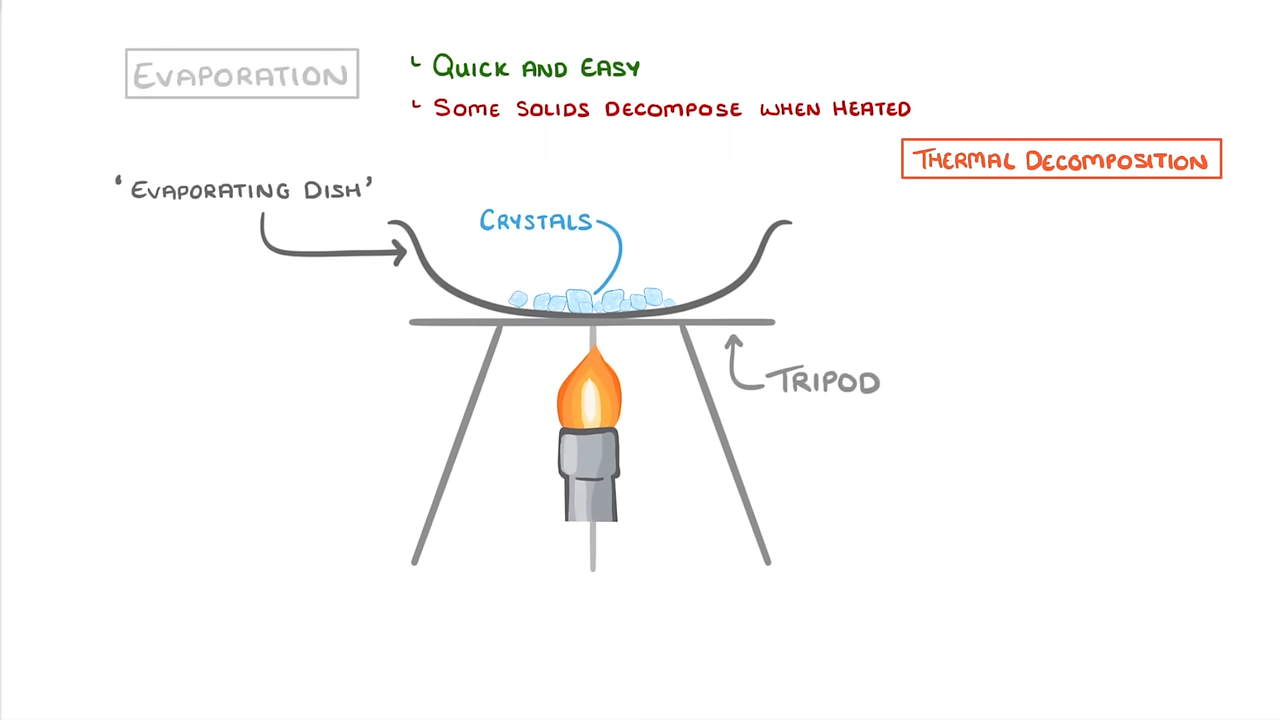 EVAPORATION
QUICK AND EASY
SOME SOLIDS DECOMPOSE WHEN HEATED
THERMAL DECOMPOSITION
'EVAPORATING DISH'
CRYSTALS
TRIPOD